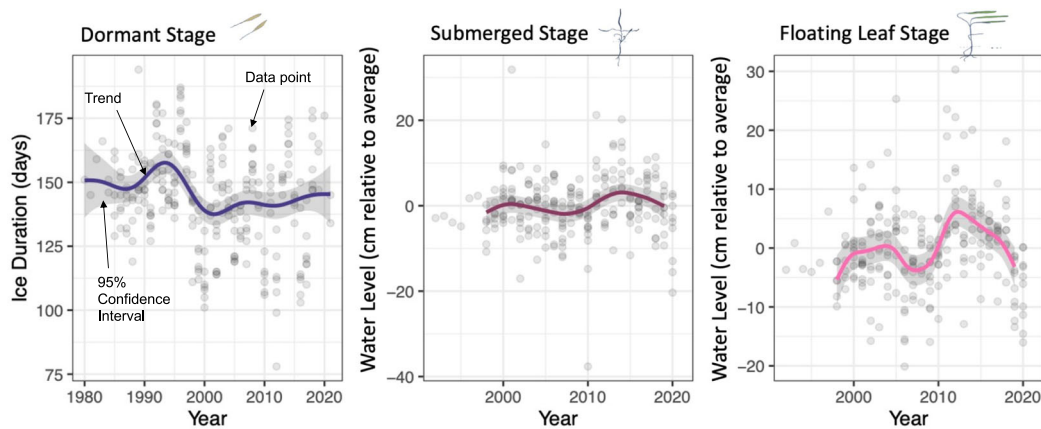 Dormant Stage
Ice Duration (days)
175
150
125
100
75
Trend
Data point
95%
Confidence
Interval
1980
1990
2000
2010
2020
Year
Submerged Stage
Water Level (cm relative to average)
20
0
−20
−40
2000
2010
2020
Year
Floating Leaf Stage
Water Level (cm relative to average)
30
20
10
0
−10
−20
2000
2010
2020
Year